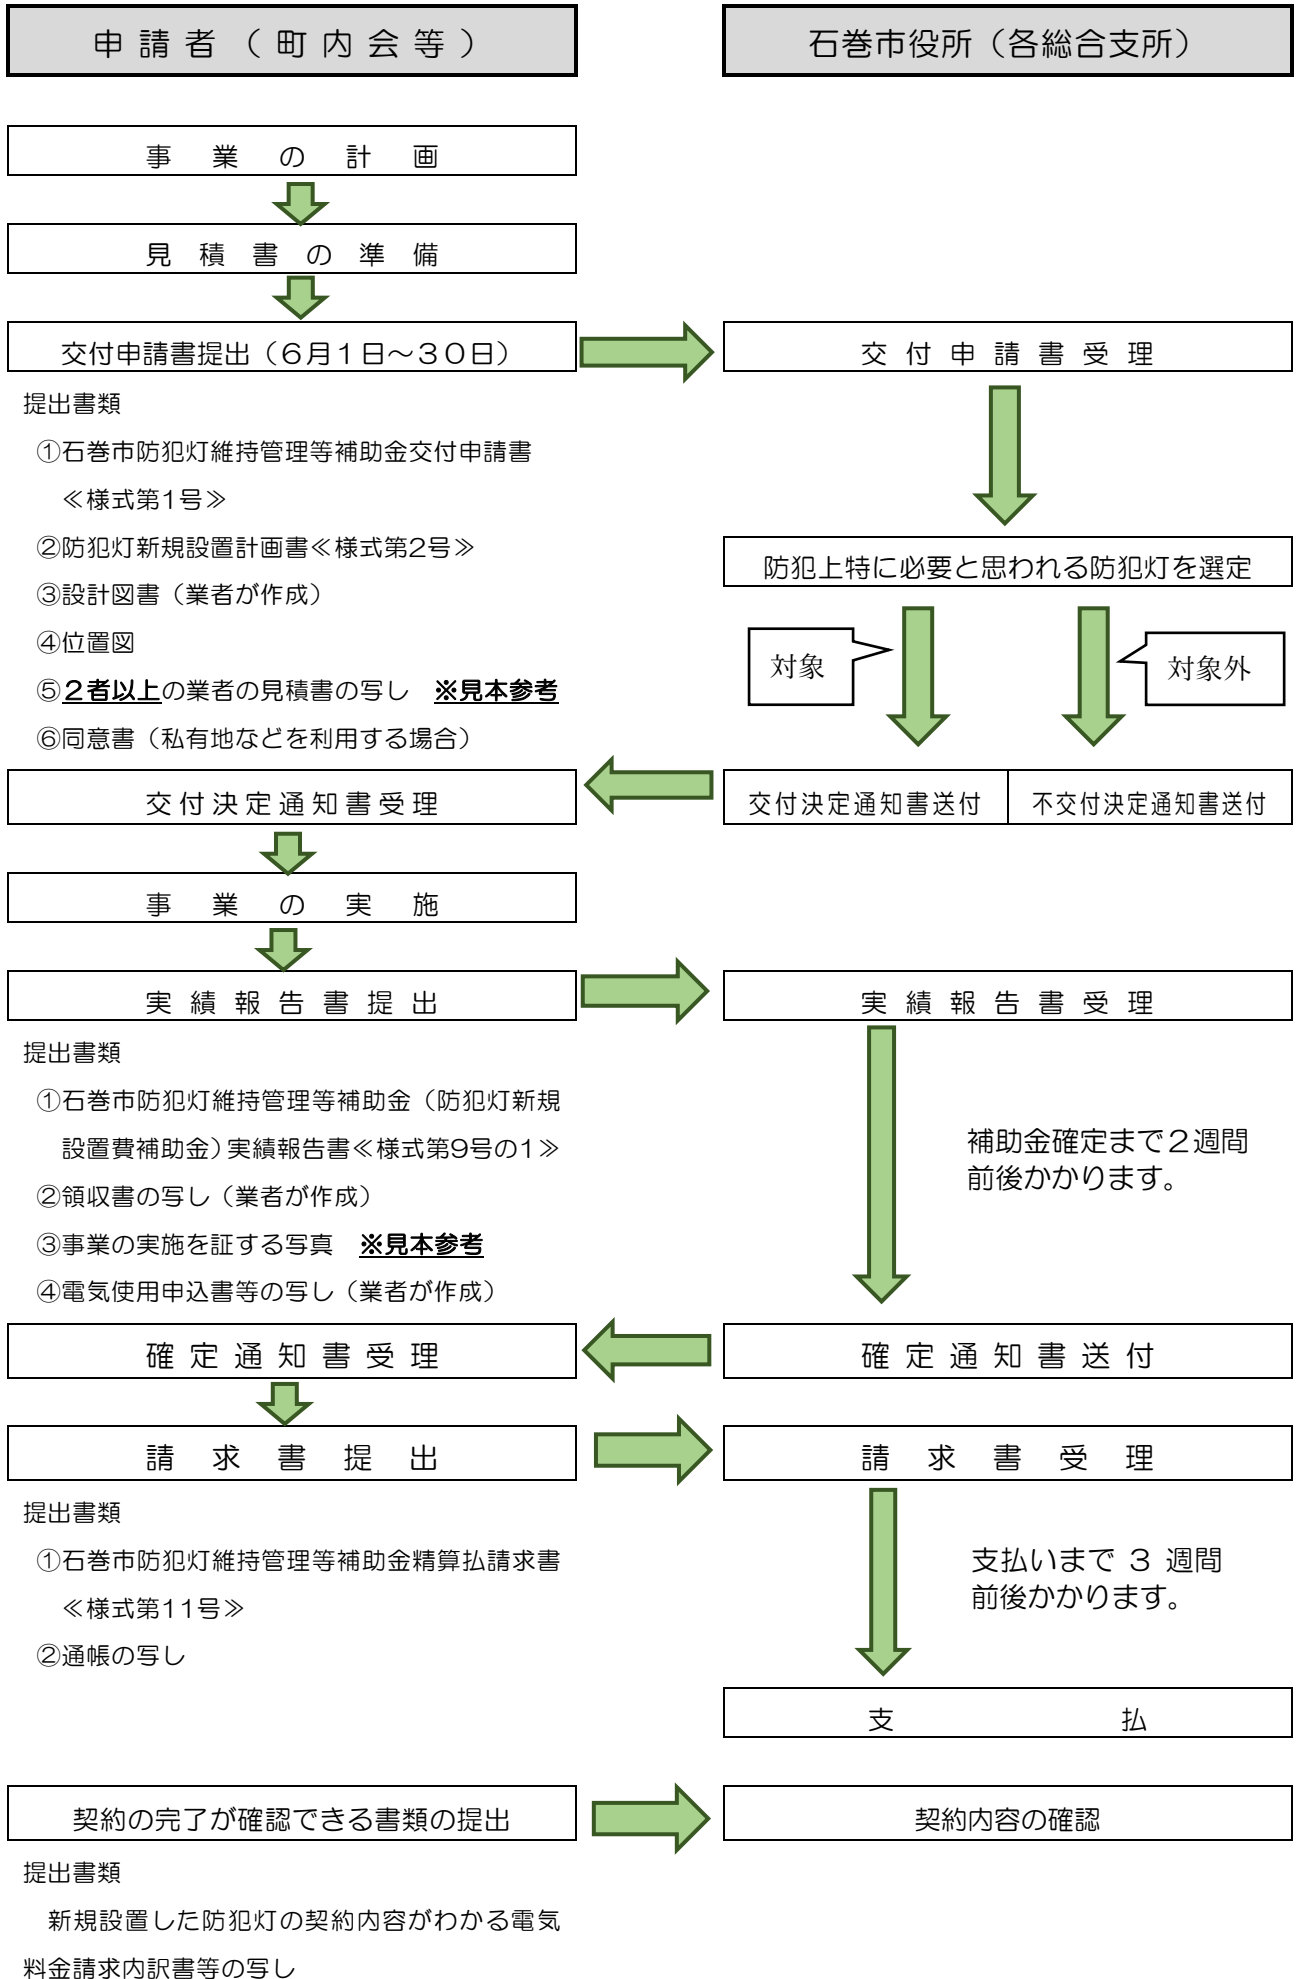 申請者（町内会等）
石巻市役所（各総合支所）
事業の計画
見積書の準備
交付申請書提出（６月１日～３０日）
交付申請書受理
提出書類
①石巻市防犯灯維持管理等補助金交付申請書
≪様式第1号≫
②防犯灯新規設置計画書≪様式第2号≫
③設計図書（業者が作成）
④位置図
⑤２者以上の業者の見積書の写し　※見本参考
⑥同意書（私有地などを利用する場合）
防犯上特に必要と思われる防犯灯を選定
対象
対象外
交付決定通知書受理
交付決定通知書送付
不交付決定通知書送付
事業の実施
実績報告書提出
実績報告書受理
提出書類
①石巻市防犯灯維持管理等補助金（防犯灯新規
設置費補助金）実績報告書≪様式第9号の1≫
②領収書の写し（業者が作成）
③事業の実施を証する写真　※見本参考
④電気使用申込書等の写し（業者が作成）
補助金確定まで２週間
前後かかります。
確定通知書受理
確定通知書送付
請求書提出
請求書受理
提出書類
①石巻市防犯灯維持管理等補助金精算払請求書
≪様式第11号≫
②通帳の写し
支払いまで 3 週間
前後かかります。
支払
契約の完了が確認できる書類の提出
契約内容の確認
提出書類
新規設置した防犯灯の契約内容がわかる電気
料金請求内訳書等の写し